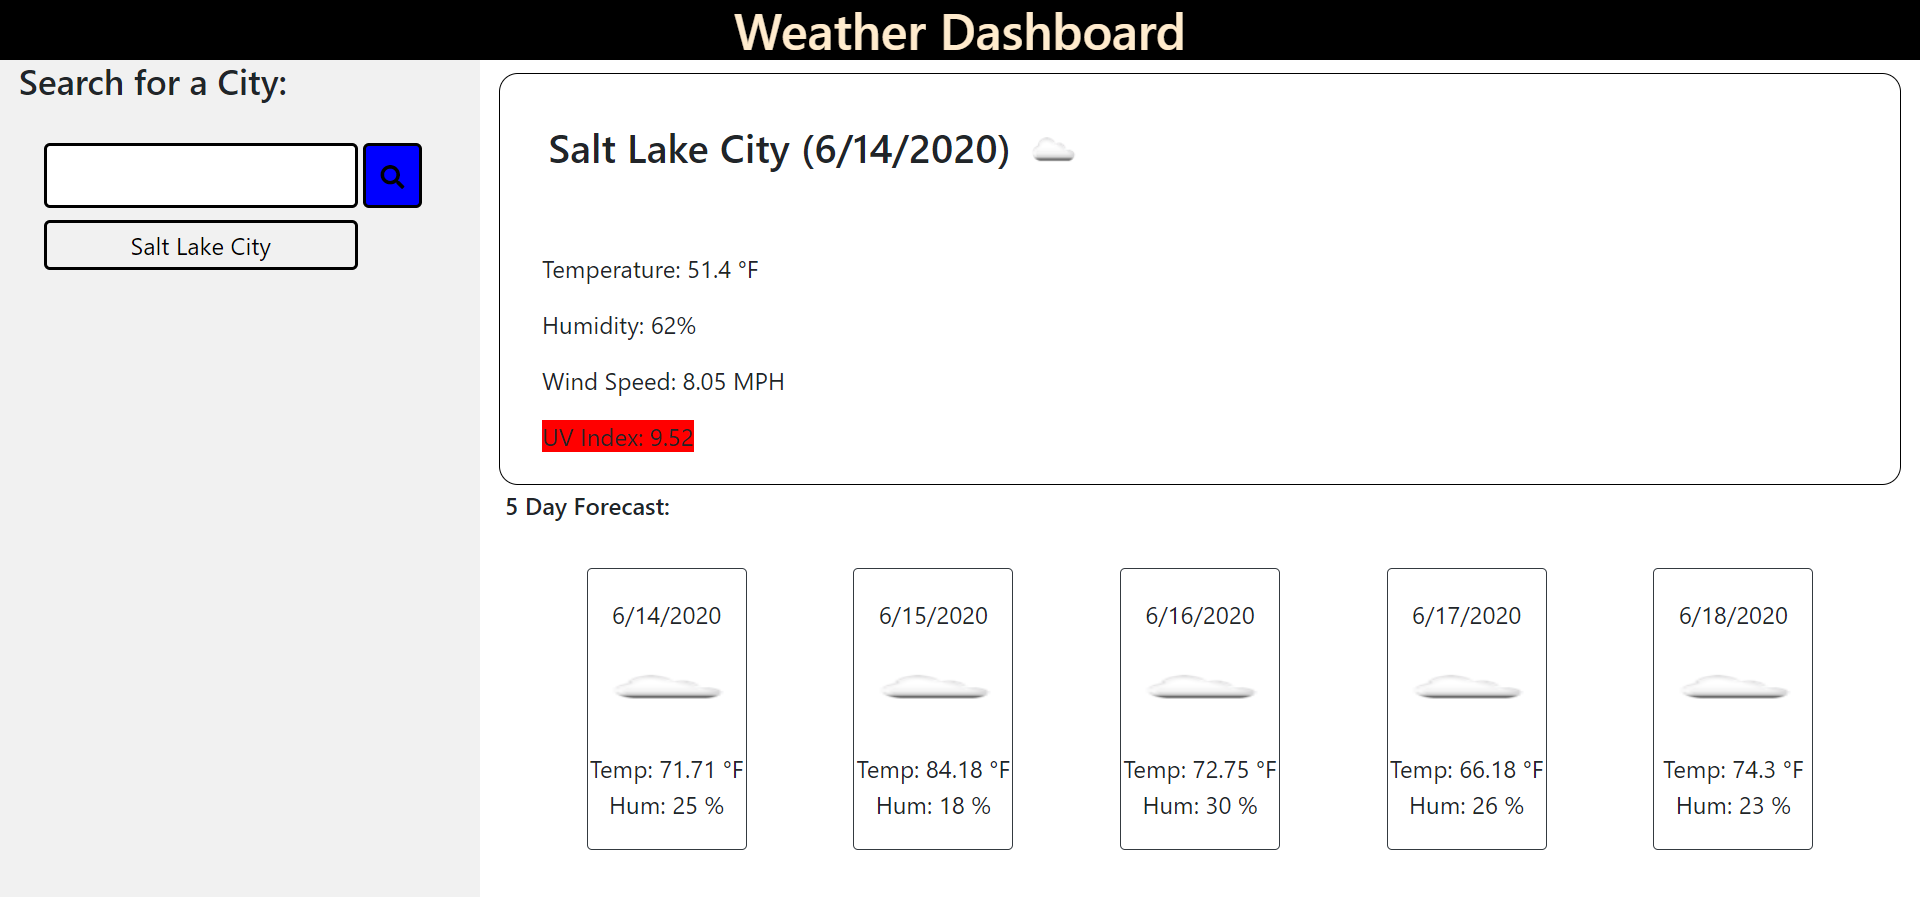 Weather Dashboard
Search for a City:
Salt Lake City
Salt Lake City (6/14/2020)
Temperature: 51.4 °F
Humidity: 62%
Wind Speed: 8.05 MPH
UV Index: 9.52
5 Day Forecast:
6/14/2020
Temp: 71.71 °F
Hum: 25 %
6/15/2020
Temp: 84.18 °F
Hum: 18 %
6/16/2020
Temp: 72.75 °F
Hum: 30 %
6/17/2020
Temp: 66.18 °F
Hum: 26 %
6/18/2020
Temp: 74.3 °F
Hum: 23 %